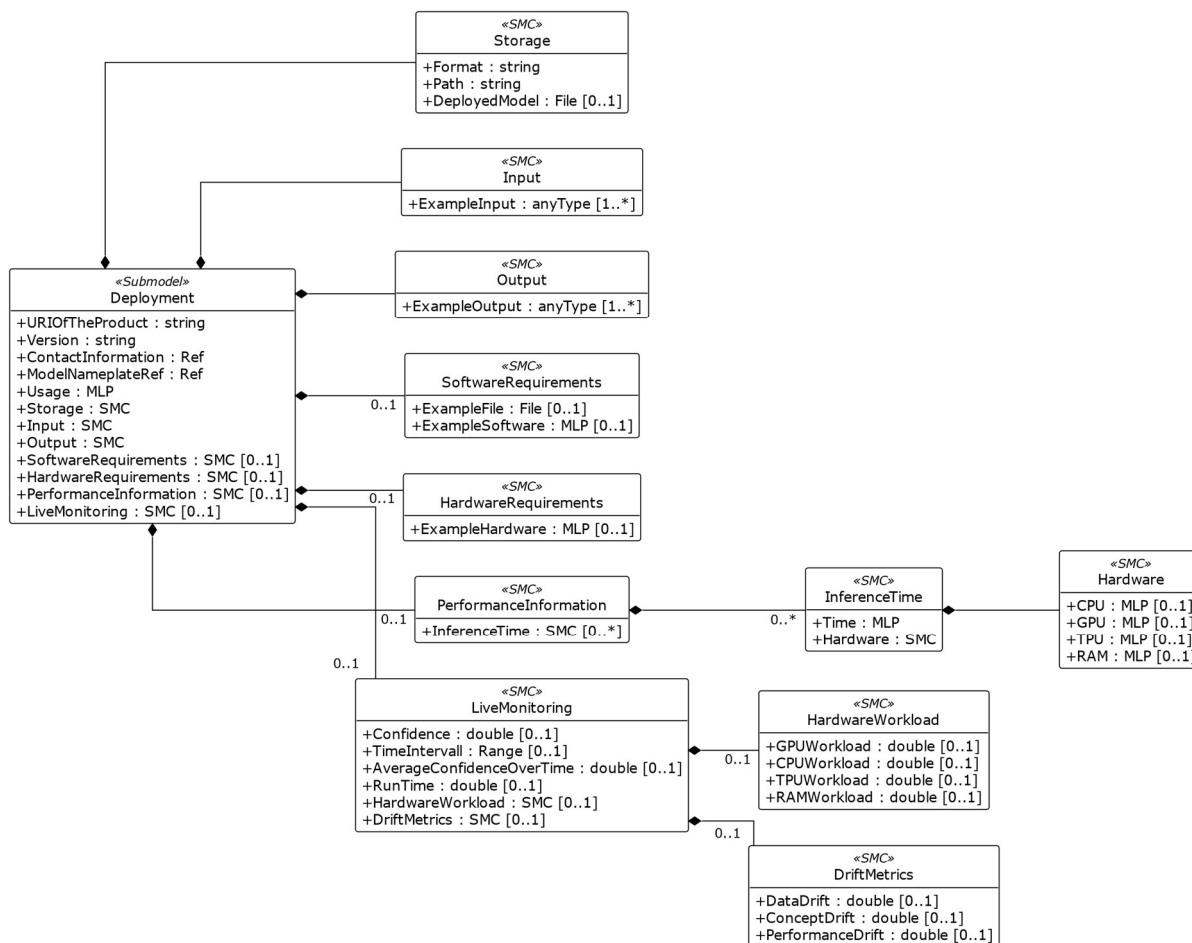 «SMC»
Storage
+Format : string
+Path : string
+DeployedModel : File [0..1]
«SMC»
Input
+ExampleInput : anyType [1..*]
«SMC»
Output
+ExampleOutput : anyType [1..*]
«Submodel»
Deployment
+URIOfTheProduct : string
+Version : string
+ContactInformation : Ref
+ModelNameplateRef : Ref
+Usage : MLP
+Storage : SMC
+Input : SMC
+Output : SMC
+SoftwareRequirements : SMC [0..1]
+HardwareRequirements : SMC [0..1]
+PerformanceInformation : SMC [0..1]
+LiveMonitoring : SMC [0..1]
0..1
«SMC»
SoftwareRequirements
+ExampleFile : File [0..1]
+ExampleSoftware : MLP [0..1]
0..1
«SMC»
HardwareRequirements
+ExampleHardware : MLP [0..1]
0..1
«SMC»
PerformanceInformation
+InferenceTime : SMC [0..*]
0..*
«SMC»
InferenceTime
+Time : MLP
+Hardware : SMC
«SMC»
Hardware
+CPU : MLP [0..1]
+GPU : MLP [0..1]
+TPU : MLP [0..1]
+RAM : MLP [0..1]
0..1
«SMC»
LiveMonitoring
+Confidence : double [0..1]
+TimeIntervall : Range [0..1]
+AverageConfidenceOverTime : double [0..1]
+RunTime : double [0..1]
+HardwareWorkload : SMC [0..1]
+DriftMetrics : SMC [0..1]
0..1
«SMC»
HardwareWorkload
+GPUWorkload : double [0..1]
+CPUWorkload : double [0..1]
+TPUWorkload : double [0..1]
+RAMWorkload : double [0..1]
0..1
«SMC»
DriftMetrics
+DataDrift : double [0..1]
+ConceptDrift : double [0..1]
+PerformanceDrift : double [0..1]